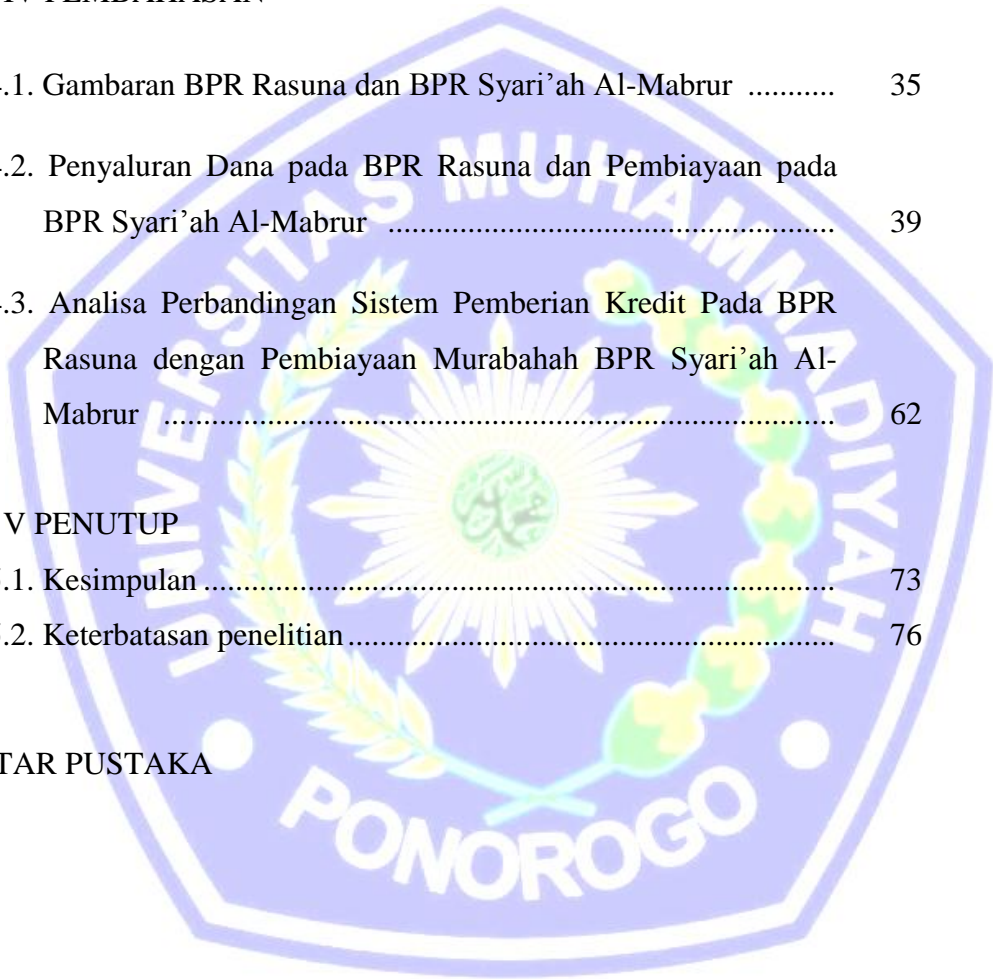 IV PEMBAHASAN
.1. Gambaran BPR Rasuna dan BPR Syari’ah Al-Mabrur ........... 35
.2. Penyaluran Dana pada BPR Rasuna dan Pembiayaan pada
BPR Syari’ah Al-Mabrur ............................................... 39
.3. Analisa Perbandingan Sistem Pemberian Kredit Pada BPR
Rasuna dengan Pembiayaan Murabahah BPR Syari’ah Al-
Mabrur ...................................................................... 62
V PENUTUP
5.1. Kesimpulan .................................................................. 73
5.2. Keterbatasan penelitian ................................................... 76
TAR PUSTAKA
UNIVERSITAS MUHAMMADIYAH
PONOROGO